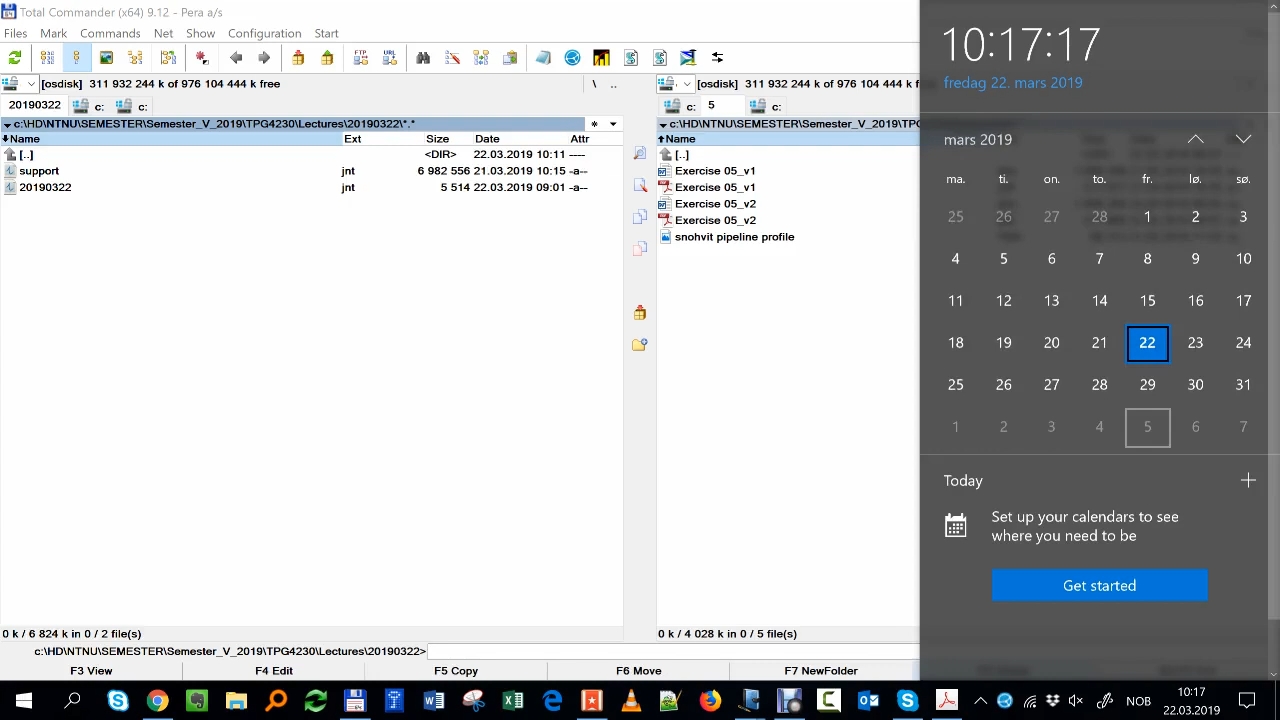 Total Commander (x64) 9.12 - Pera a/s
Files Mark Commands Net Show Configuration Start
FTP URL
[osdisk] 311 932 244 k of 976 104 444 k free \ ..
[osdisk] 311 932 244 k of 976 104 444 k free
20190322 c: c:
c: 5 c:
c:\HD\NTNU\SEMESTER\Semester_V_2019\TPG4230\Lectures\20190322\*.* *
c:\HD\NTNU\SEMESTER\Semester_V_2019\TPG
Name Ext Size Date Attr
[..] <DIR> 22.03.2019 10:11 ----
support jnt 6 982 556 21.03.2019 10:15 -a--
20190322 jnt 5 514 22.03.2019 09:01 -a--
Name
[..]
Exercise 05_v1
Exercise 05_v1
Exercise 05_v2
Exercise 05_v2
snohvit pipeline profile
0 k / 6 824 k in 0 / 2 file(s)
0 k / 4 028 k in 0 / 5 file(s)
c:\HD\NTNU\SEMESTER\Semester_V_2019\TPG4230\Lectures\20190322>
F3 View F4 Edit F5 Copy F6 Move F7 NewFolder
10:17:17
fredag 22. mars 2019
mars 2019
ma. ti. on. to. fr. lø. sø.
25 26 27 28 1 2 3
4 5 6 7 8 9 10
11 12 13 14 15 16 17
18 19 20 21 22 23 24
25 26 27 28 29 30 31
1 2 3 4 5 6 7
Today
Set up your calendars to see
where you need to be
Get started
NOB
10:17
22.03.2019